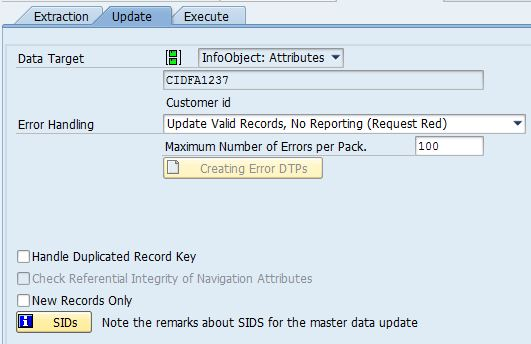 Extraction Update Execute
Data Target InfoObject: Attributes
CIDFA1237
Customer id
Error Handling Update Valid Records, No Reporting (Request Red)
Maximum Number of Errors per Pack. 100
Creating Error DTPs
Handle Duplicated Record Key
Check Referential Integrity of Navigation Attributes
New Records Only
SIDs Note the remarks about SIDS for the master data update